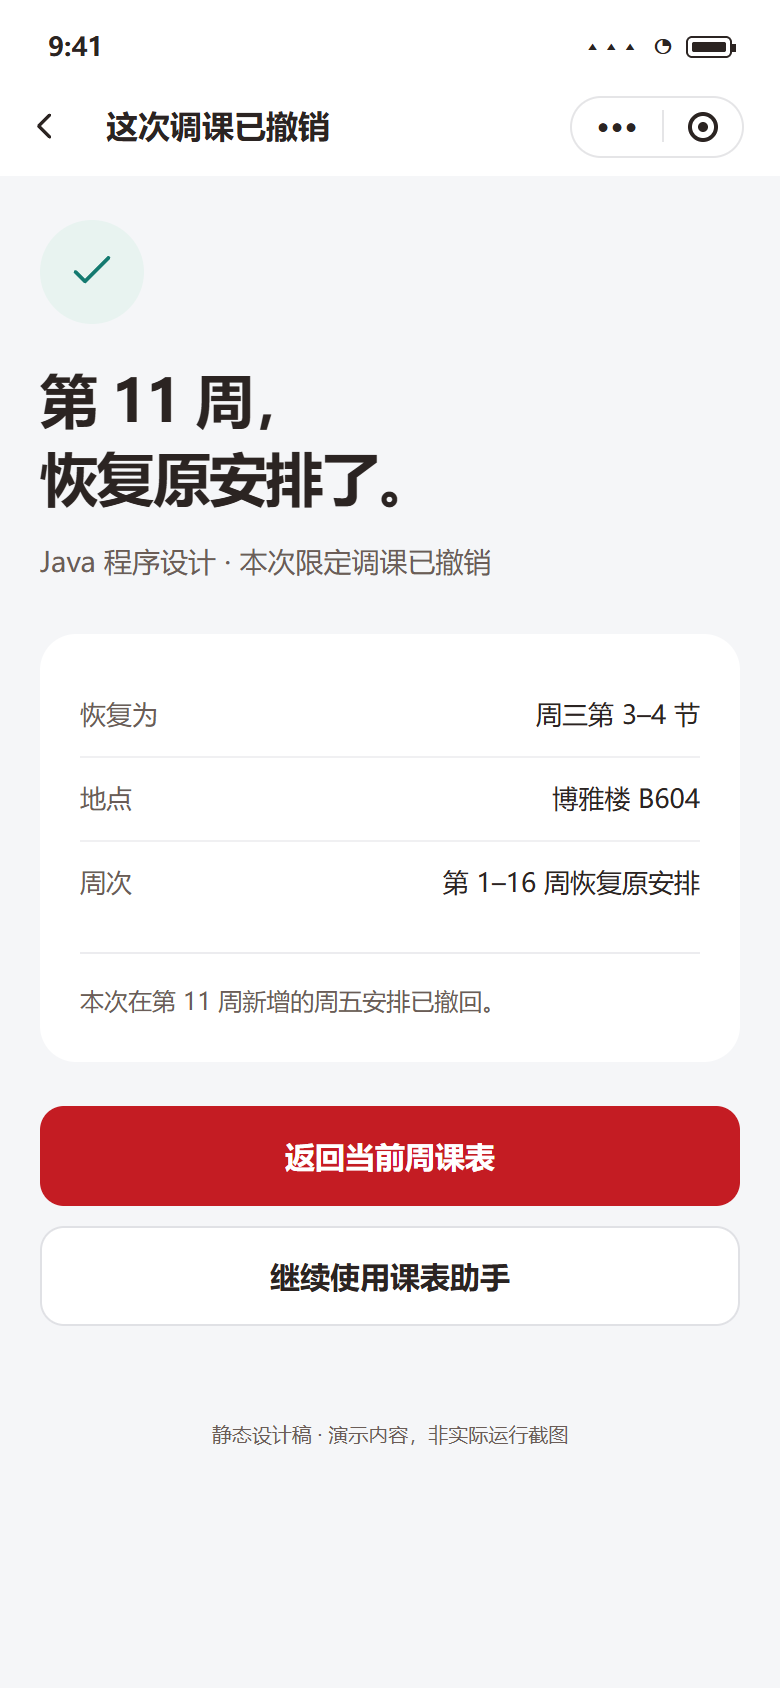 9:41
这次调课已撤销
第 11 周，
恢复原安排了。
Java 程序设计 · 本次限定调课已撤销
恢复为 周三第 3–4 节
地点 博雅楼 B604
周次 第 1–16 周恢复原安排
本次在第 11 周新增的周五安排已撤回。
返回当前周课表
继续使用课表助手
静态设计稿 · 演示内容，非实际运行截图